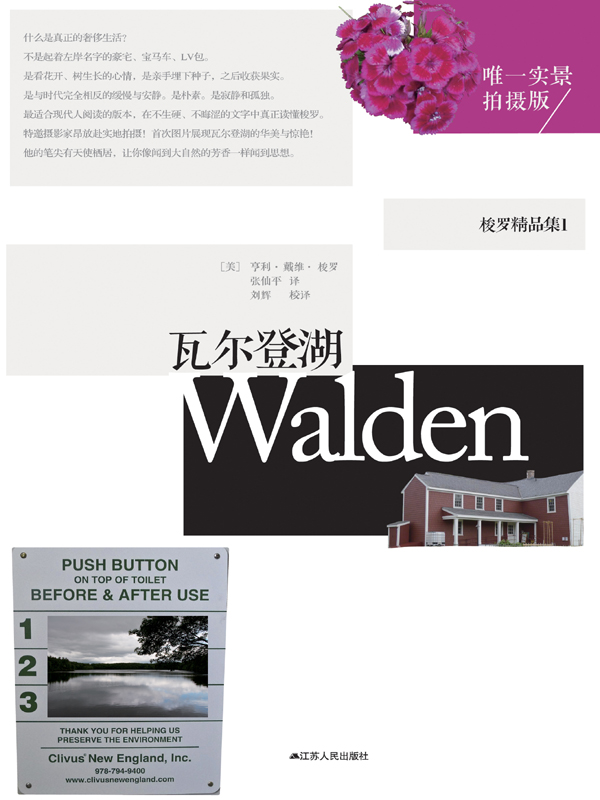 什么是真正的奢侈生活?
不是起着左岸名字的豪宅、宝马车、LV包。
是看花开、树生长的心情，是亲手埋下种子，之后收获果实。
是与时代完全相反的缓慢与安静。是朴素。是寂静和孤独。
最适合现代人阅读的版本，在不生硬、不晦涩的文字中真正读懂梭罗。
特邀摄影家昂放赴实地拍摄！首次图片展现瓦尔登湖的华美与惊艳！
他的笔尖有天使栖居，让你像闻到大自然的芳香一样闻到思想。
唯一实景
拍摄版
梭罗精品集1
［美］ 亨利·戴维·梭罗
张仙平 译
刘辉 校译
瓦尔登湖
Walden
PUSH BUTTON
ON TOP OF TOILET
BEFORE & AFTER USE
1
2
3
THANK YOU FOR HELPING US
PRESERVE THE ENVIRONMENT
Clivus® New England, Inc.
978-794-9400
www.clivusnewengland.com
江苏人民出版社